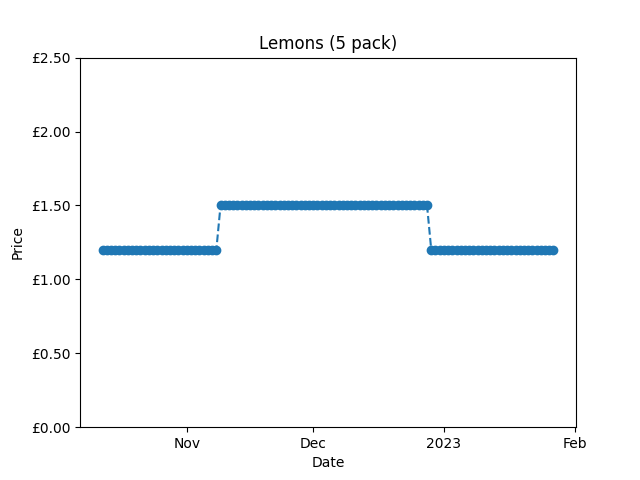 Lemons (5 pack)
£2.50
£2.00
£1.50
£1.00
£0.50
£0.00
Price
Nov
Dec
2023
Feb
Date